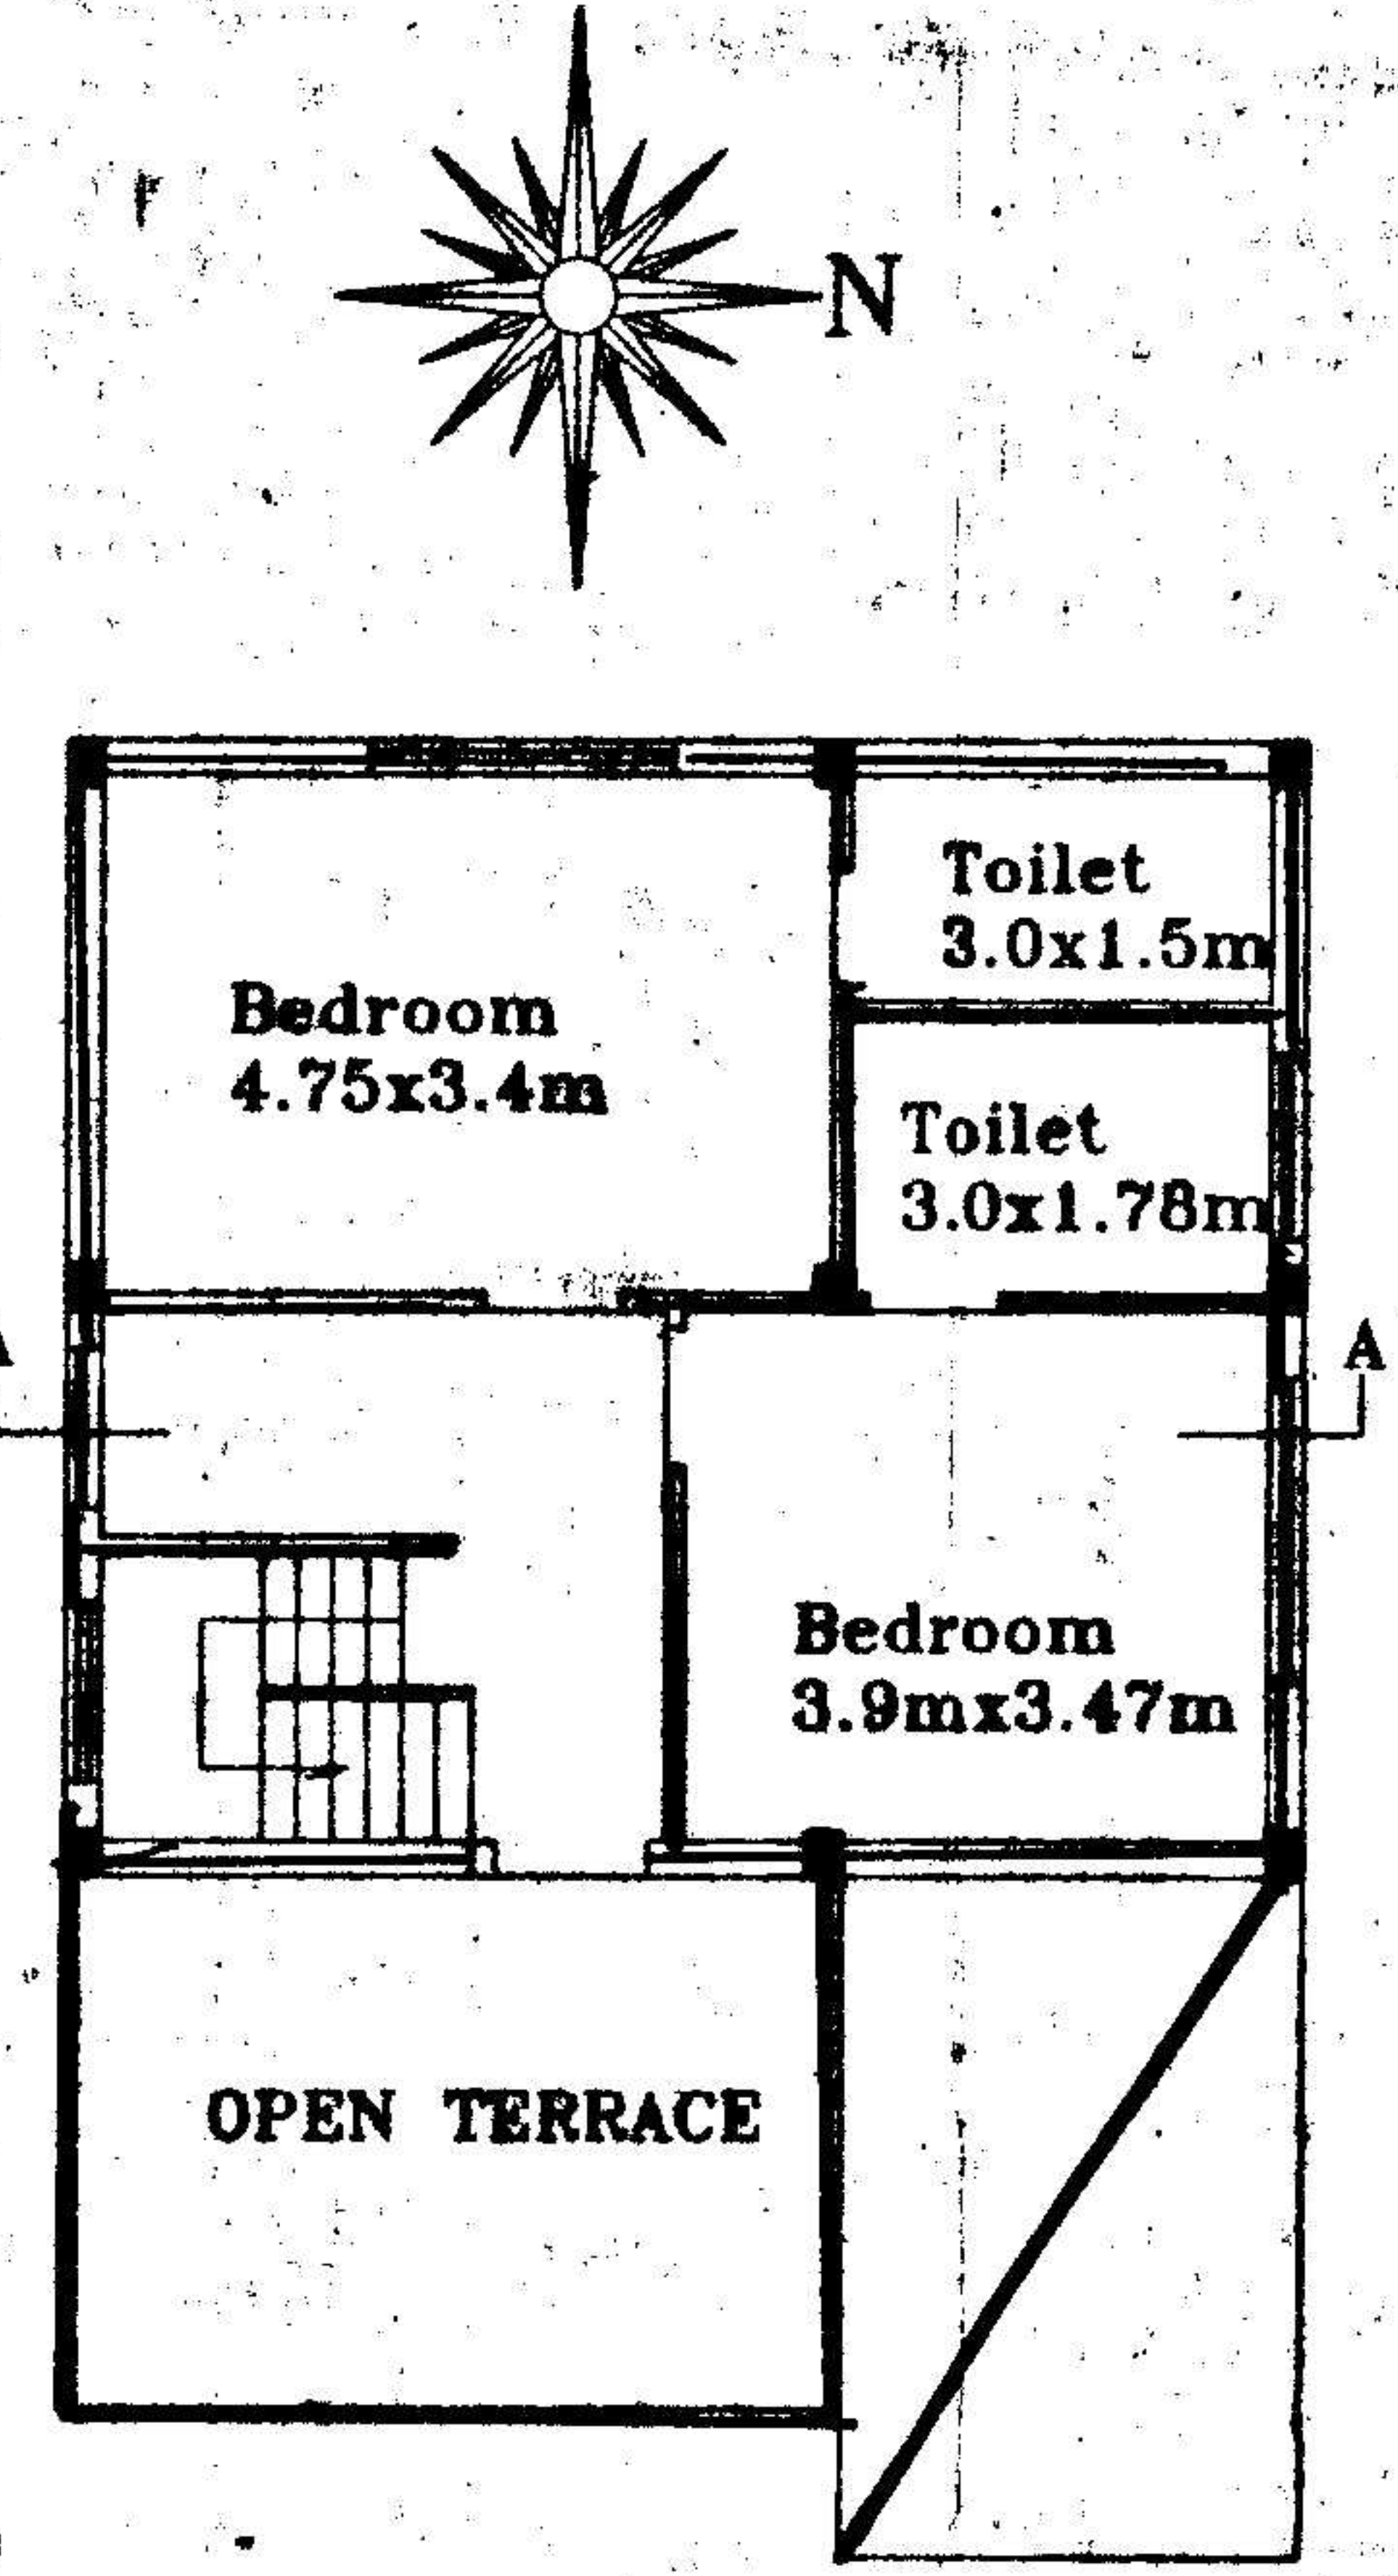 N
Toilet
3.0x1.5m
Bedroom
4.75x3.4m
Toilet
3.0x1.78m
A
A
Bedroom
3.9mx3.47m
OPEN TERRACE